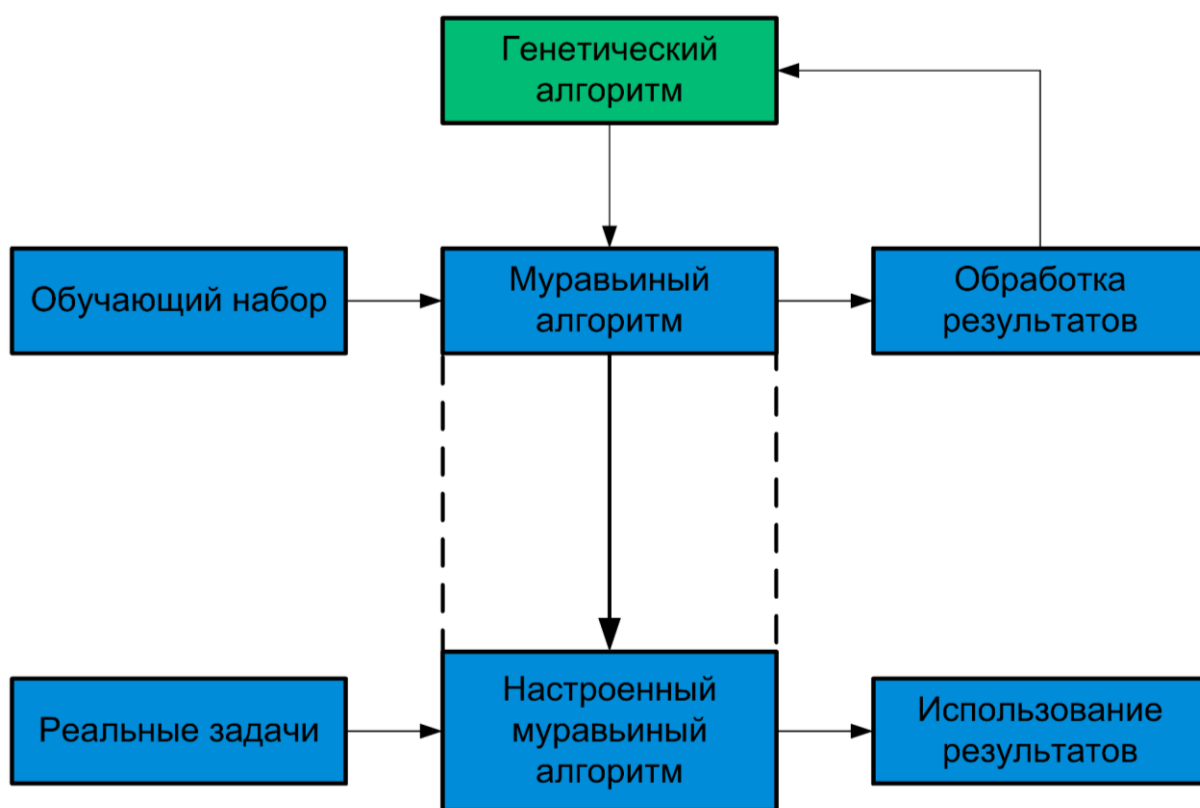 Генетический
алгоритм
Обучающий набор
Муравьиный
алгоритм
Обработка
результатов
Реальные задачи
Настроенный
муравьиный
алгоритм
Использование
результатов